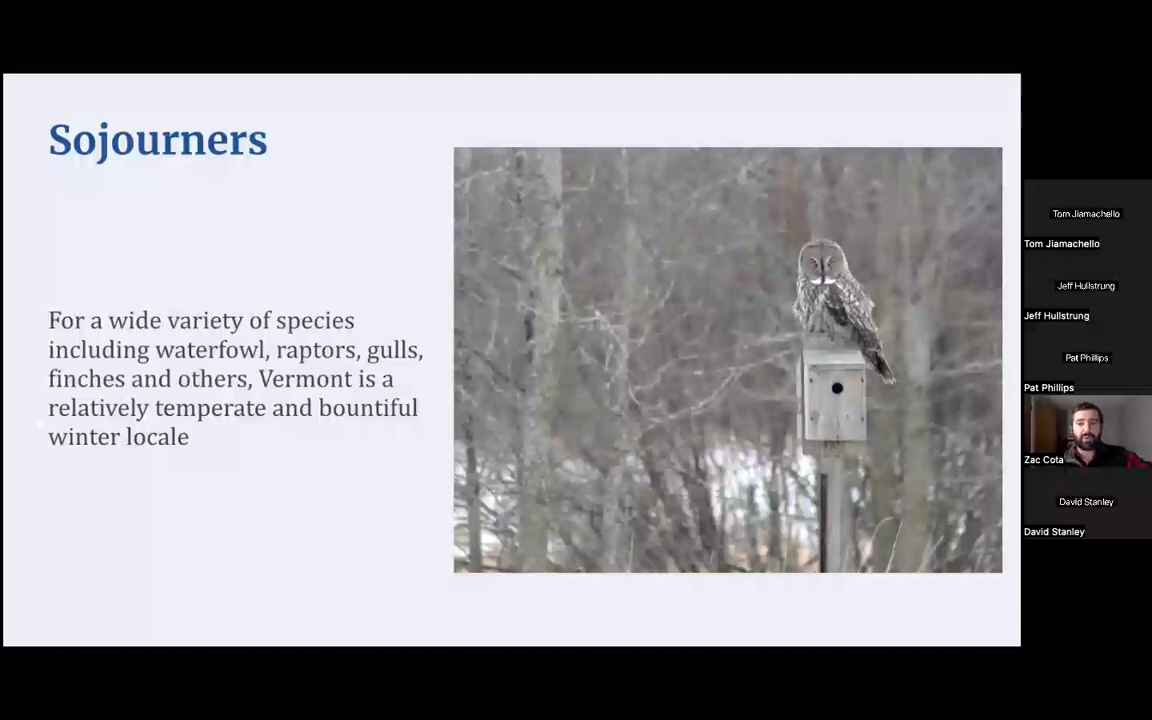 Sojourners
For a wide variety of species
including waterfowl, raptors, gulls,
finches and others, Vermont is a
relatively temperate and bountiful
winter locale
Tom Jiamachello
Tom Jiamachello
Jeff Hullstrung
Jeff Hullstrung
Pat Phillips
Pat Phillips
Zac Cota
David Stanley
David Stanley